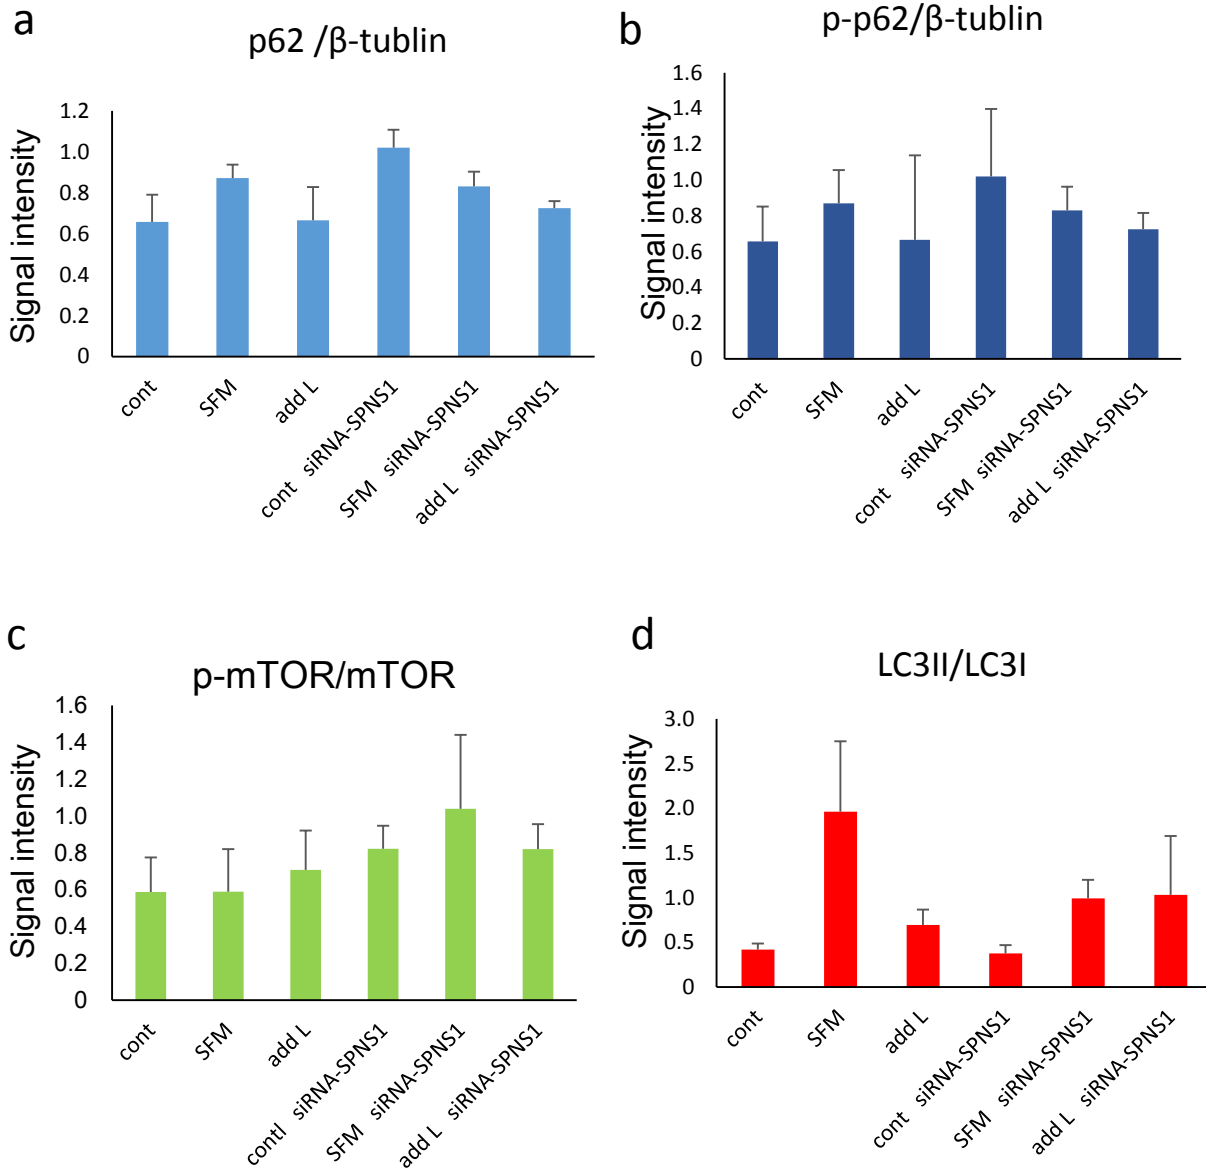 a
p62 /β-tublin
Signal intensity
1.2
1.0
0.8
0.6
0.4
0.2
0
cont
SFM
add L
cont siRNA-SPNS1
SFM siRNA-SPNS1
add L siRNA-SPNS1
b
p-p62/β-tublin
Signal intensity
1.6
1.4
1.2
1.0
0.8
0.6
0.4
0.2
0
cont
SFM
add L
cont siRNA-SPNS1
SFM siRNA-SPNS1
add L siRNA-SPNS1
c
p-mTOR/mTOR
Signal intensity
1.6
1.4
1.2
1.0
0.8
0.6
0.4
0.2
0
cont
SFM
add L
contl siRNA-SPNS1
SFM siRNA-SPNS1
add L siRNA-SPNS1
d
LC3II/LC3I
Signal intensity
3.0
2.5
2.0
1.5
1.0
0.5
0
cont
SFM
add L
cont siRNA-SPNS1
SFM siRNA-SPNS1
add L siRNA-SPNS1